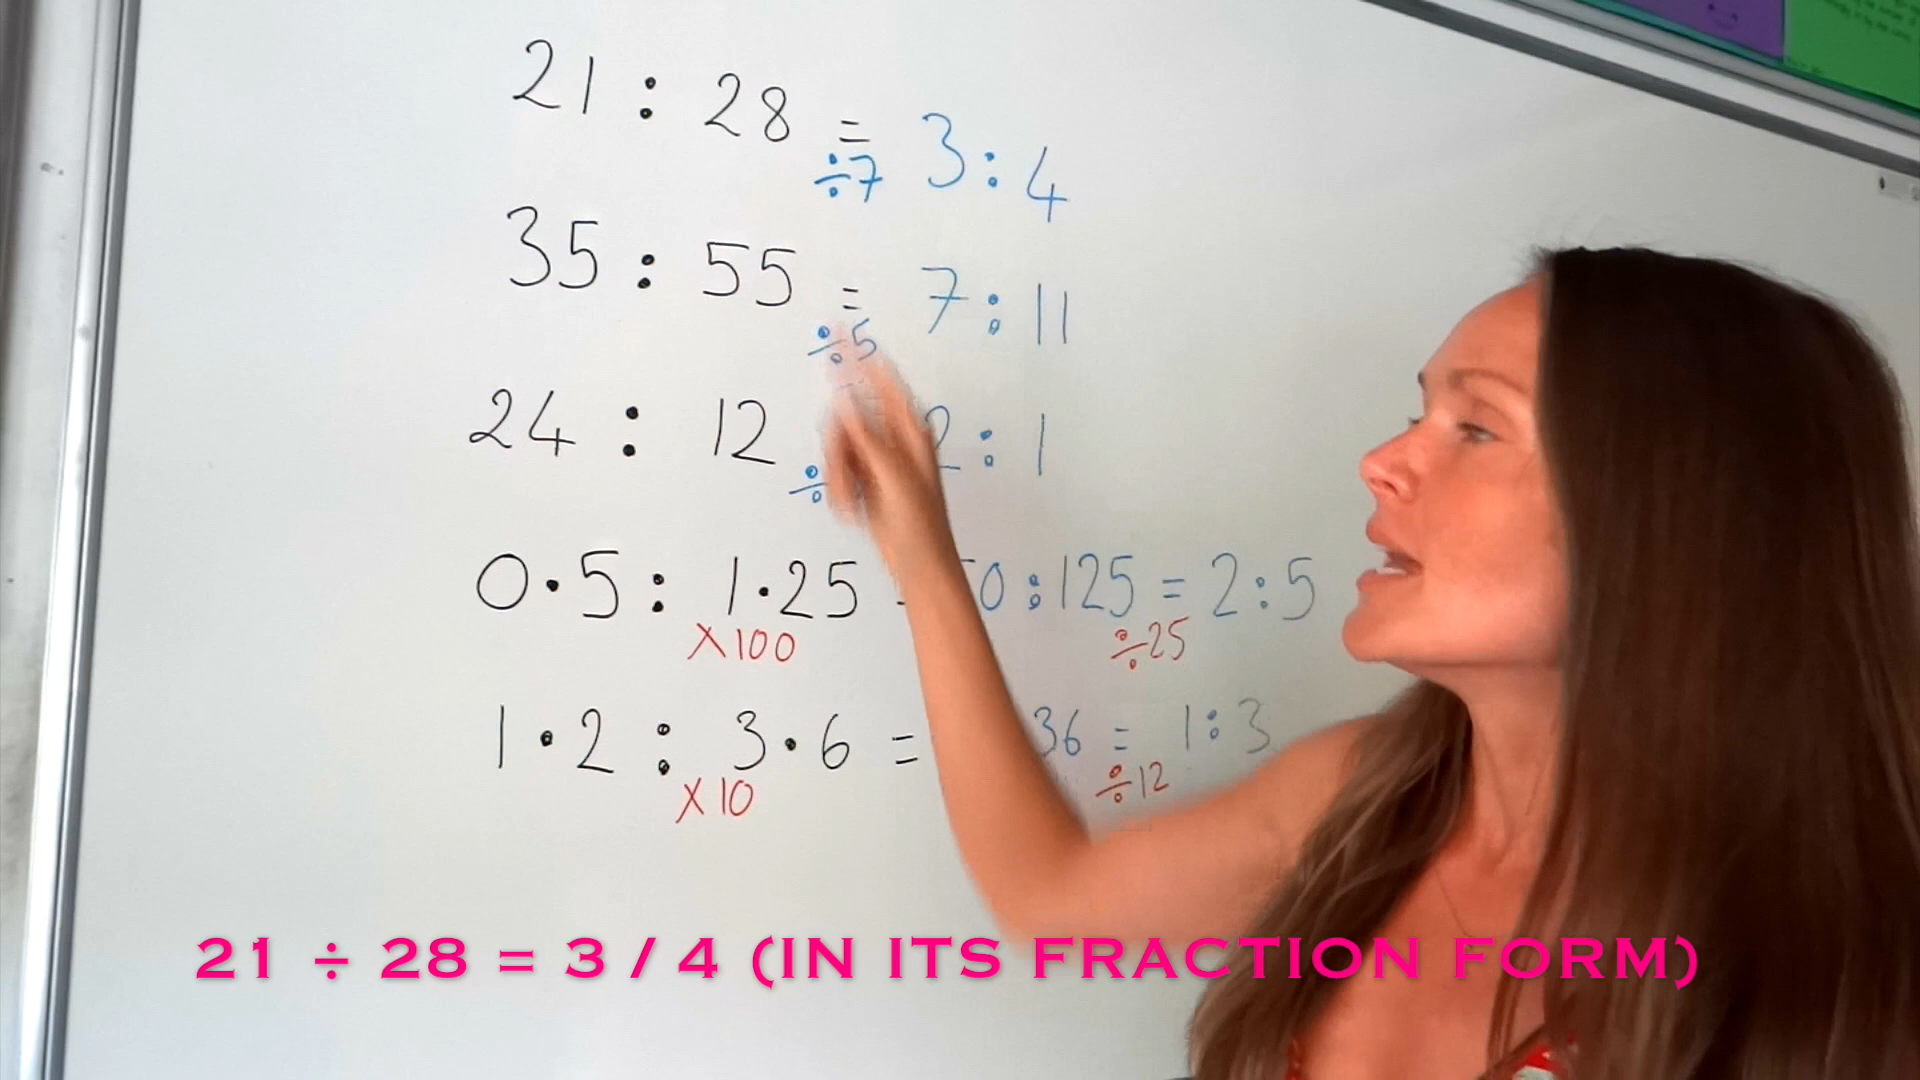 21 : 28 = 3 : 4
÷7
35 : 55 = 7 : 11
÷5
24 : 12 2 : 1
÷
0·5 : 1·25 0 : 125 = 2 : 5
×100 ÷25
1·2 : 3·6 = 36 = 1 : 3
×10 ÷12
21 ÷ 28 = 3 / 4 (IN ITS FRACTION FORM)